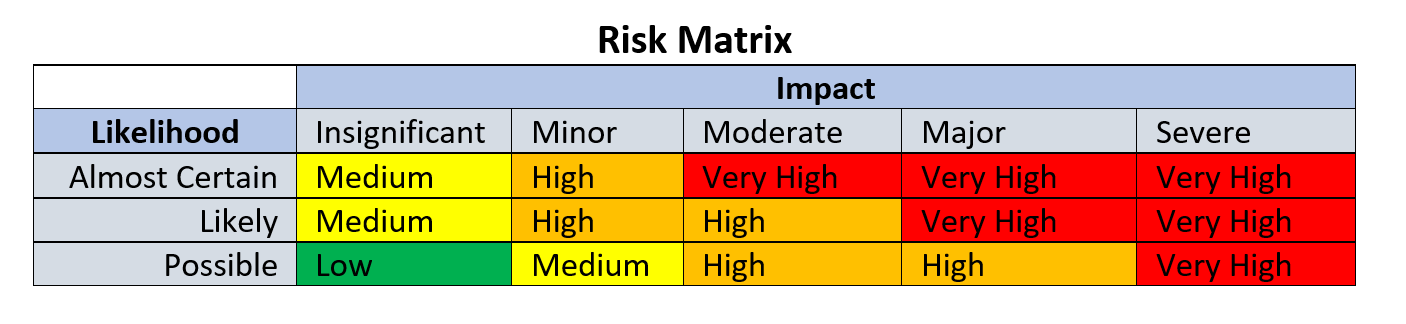 Risk Matrix
Impact
Likelihood Insignificant Minor Moderate Major Severe
Almost Certain Medium High Very High Very High Very High
Likely Medium High High Very High Very High
Possible Low Medium High High Very High